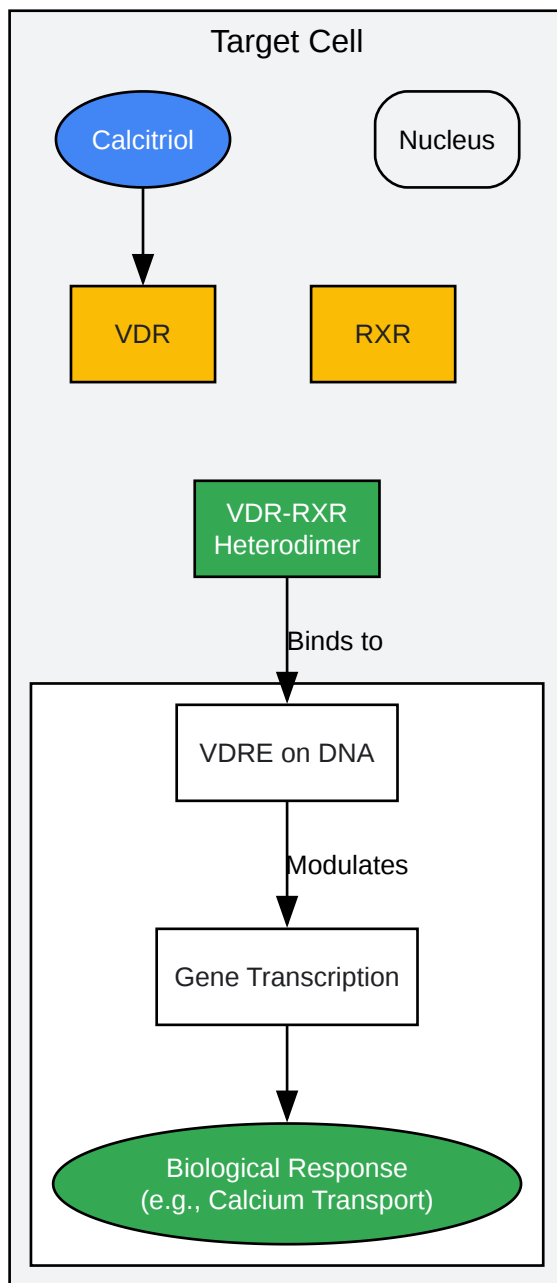 Target Cell
Calcitriol
Nucleus
VDR
RXR
VDR-RXR
Heterodimer
Binds to
VDRE on DNA
Modulates
Gene Transcription
Biological Response
(e.g., Calcium Transport)